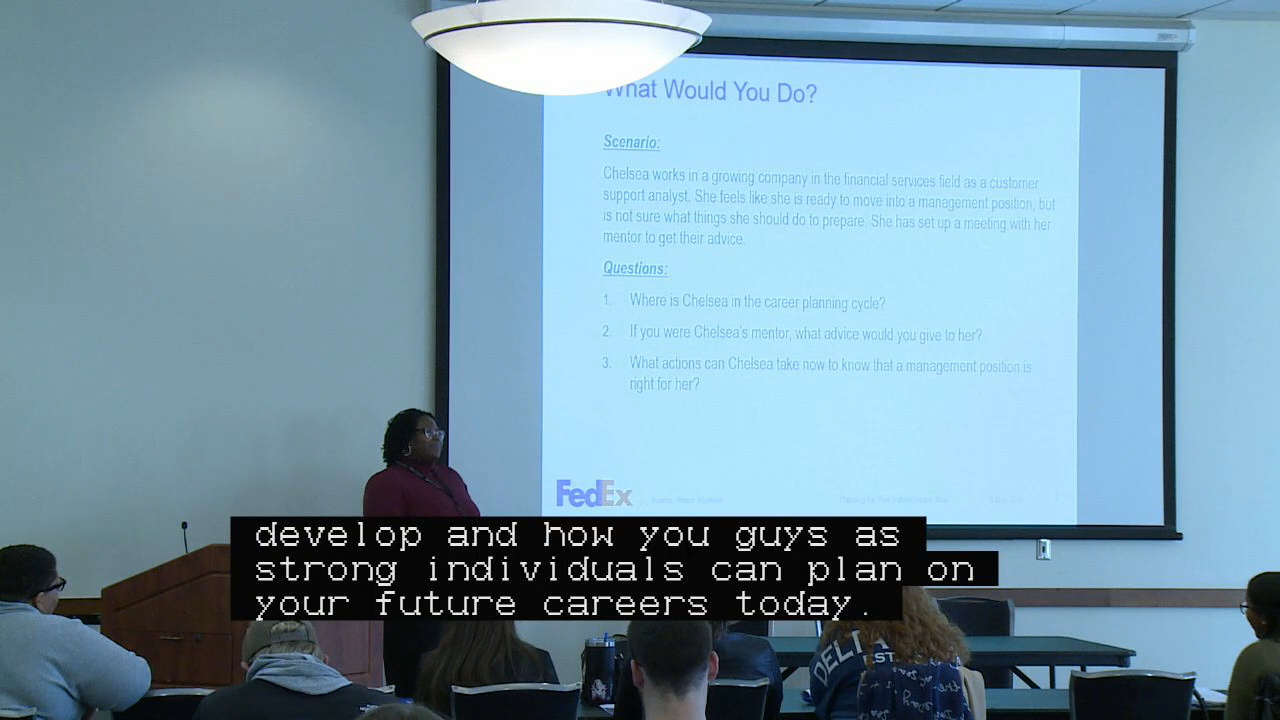 What Would You Do?
Scenario:
Chelsea works in a growing company in the financial services field as a customer
support analyst. She feels like she is ready to move into a management position, but
is not sure what things she should do to prepare. She has set up a meeting with her
mentor to get their advice.
Questions:
1. Where is Chelsea in the career planning cycle?
2. If you were Chelsea's mentor, what advice would you give to her?
3. What actions can Chelsea take now to know that a management position is
right for her?
FedEx
develop and how you guys as
strong individuals can plan on
your future careers today.